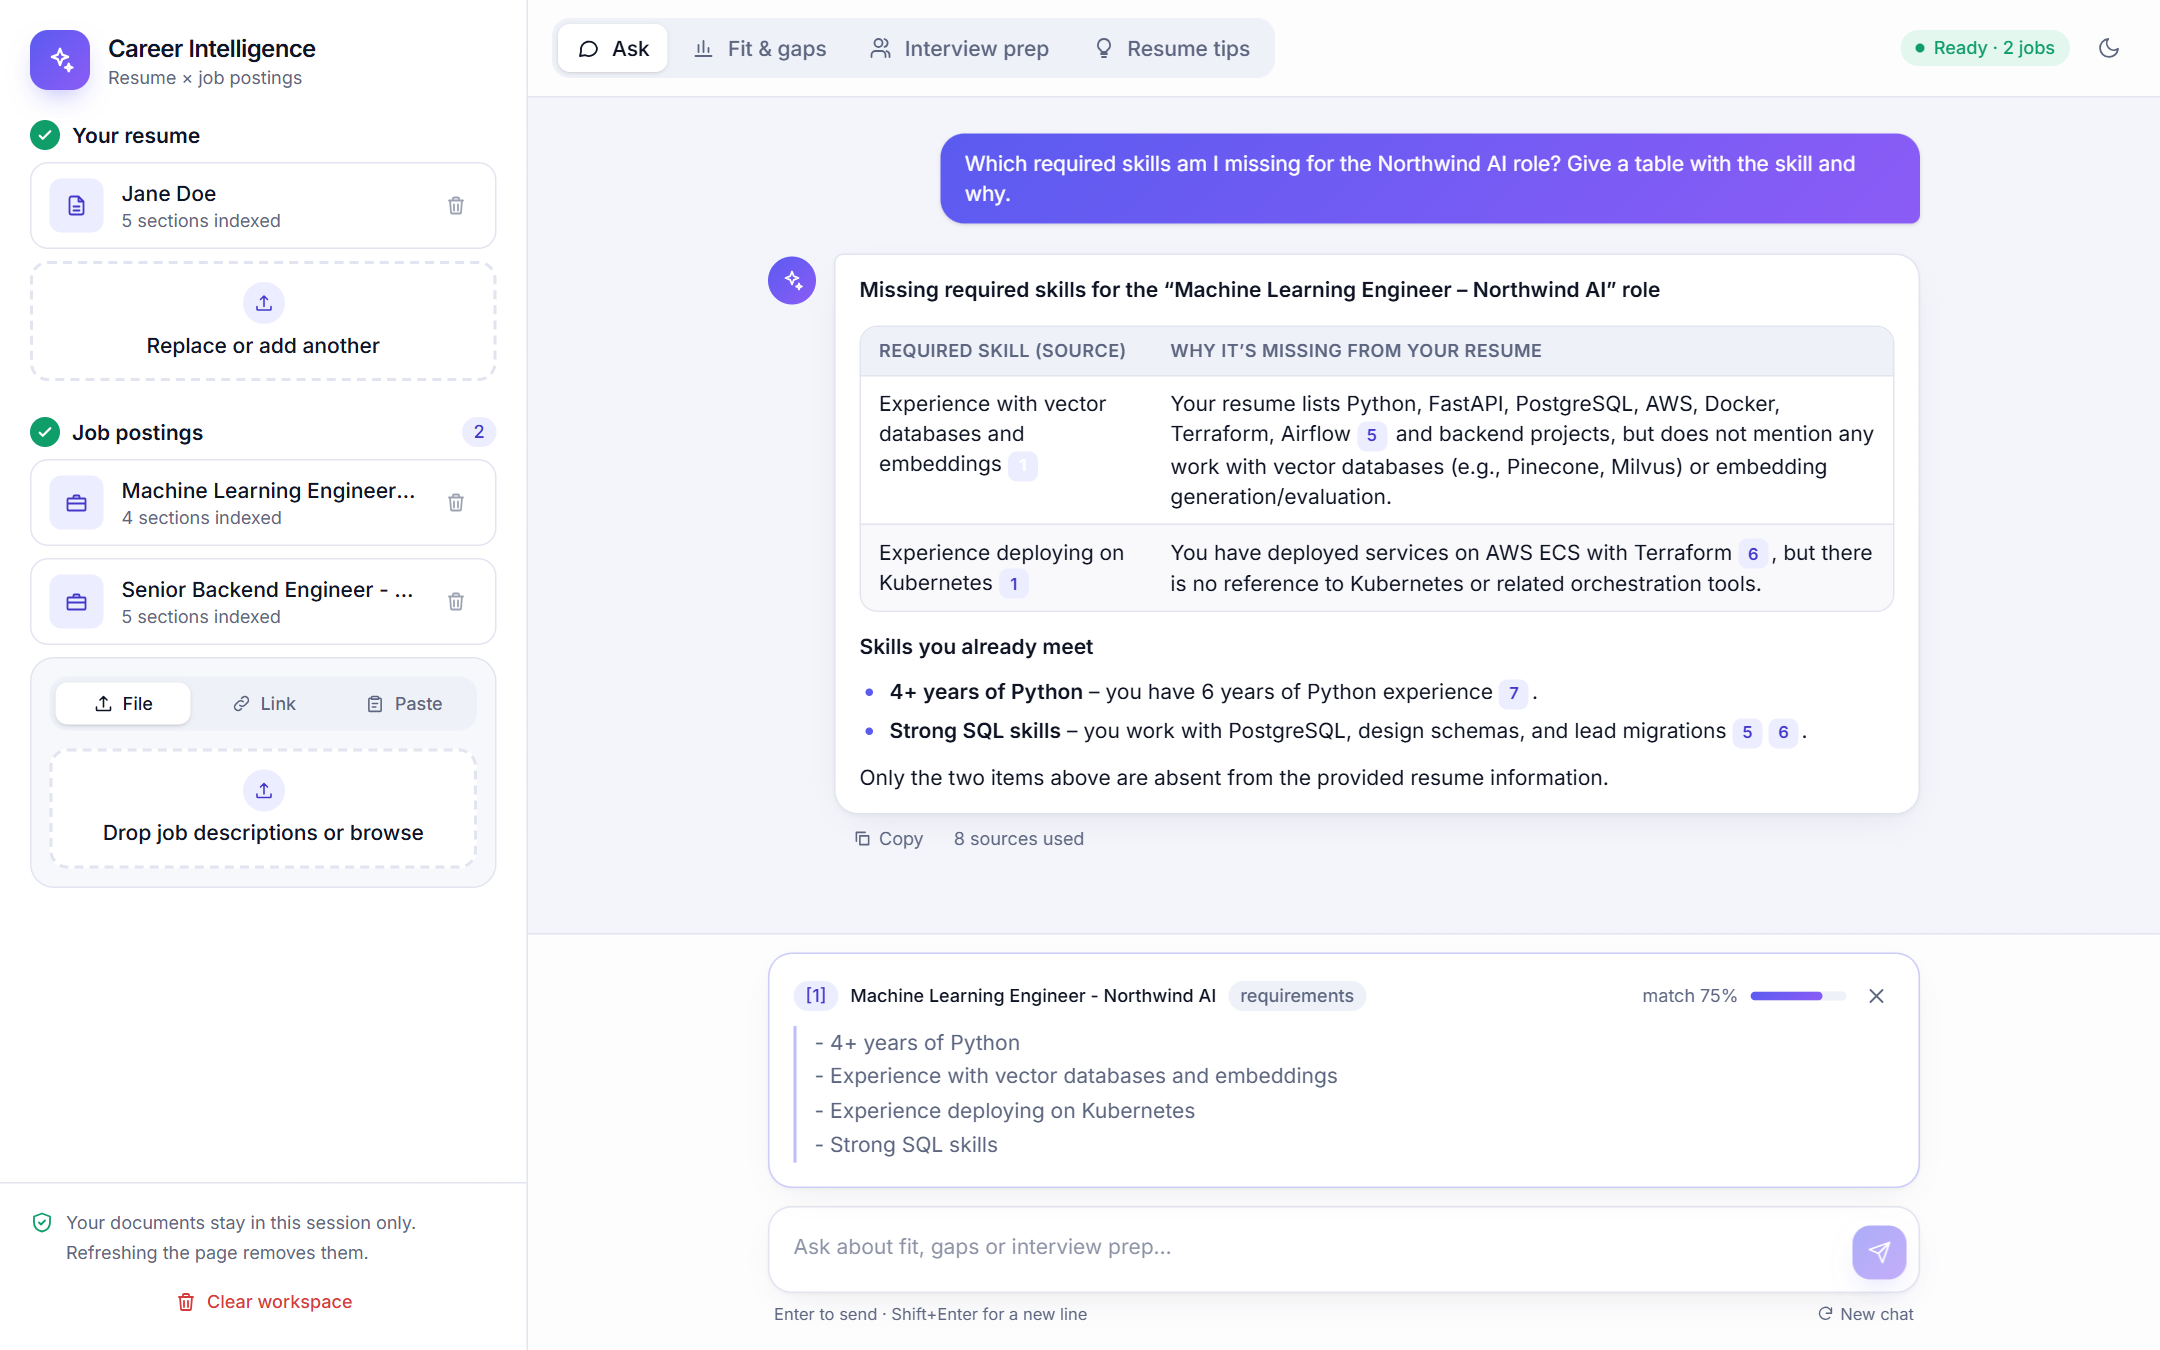 Career Intelligence
Resume × job postings
Your resume
Jane Doe
5 sections indexed
Replace or add another
Job postings
2
Machine Learning Engineer...
4 sections indexed
Senior Backend Engineer - ...
5 sections indexed
File
Link
Paste
Drop job descriptions or browse
Your documents stay in this session only.
Refreshing the page removes them.
Clear workspace
Ask
Fit & gaps
Interview prep
Resume tips
Ready · 2 jobs
Which required skills am I missing for the Northwind AI role? Give a table with the skill and
why.
Missing required skills for the “Machine Learning Engineer – Northwind AI” role
REQUIRED SKILL (SOURCE)
WHY IT’S MISSING FROM YOUR RESUME
Experience with vector
databases and
embeddings 1
Your resume lists Python, FastAPI, PostgreSQL, AWS, Docker,
Terraform, Airflow 5 and backend projects, but does not mention any
work with vector databases (e.g., Pinecone, Milvus) or embedding
generation/evaluation.
Experience deploying on
Kubernetes 1
You have deployed services on AWS ECS with Terraform 6 , but there
is no reference to Kubernetes or related orchestration tools.
Skills you already meet
• 4+ years of Python – you have 6 years of Python experience 7 .
• Strong SQL skills – you work with PostgreSQL, design schemas, and lead migrations 5 6 .
Only the two items above are absent from the provided resume information.
Copy
8 sources used
[1] Machine Learning Engineer - Northwind AI requirements
match 75%
- 4+ years of Python
- Experience with vector databases and embeddings
- Experience deploying on Kubernetes
- Strong SQL skills
Ask about fit, gaps or interview prep...
Enter to send · Shift+Enter for a new line
New chat